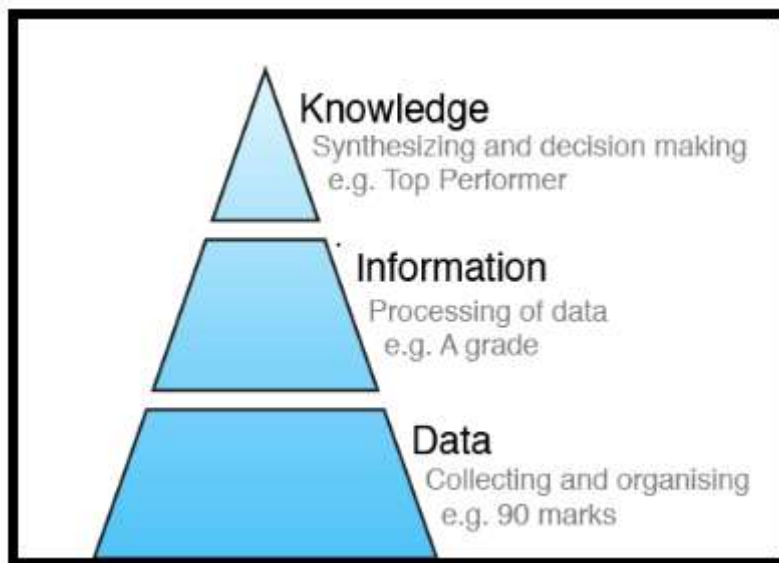 Knowledge
Synthesizing and decision making
e.g. Top Performer
Information
Processing of data
e.g. A grade
Data
Collecting and organising
e.g. 90 marks